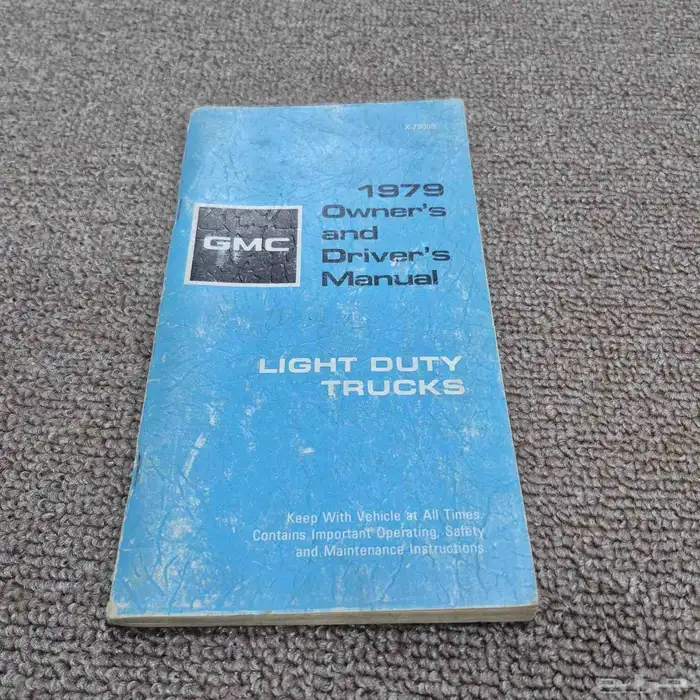 1979
Owner's
and
Driver's
Manual
GMC
LIGHT DUTY
TRUCKS
Keep With Vehicle at All Times.
Contains Important Operating, Safety
and Maintenance Instructions.